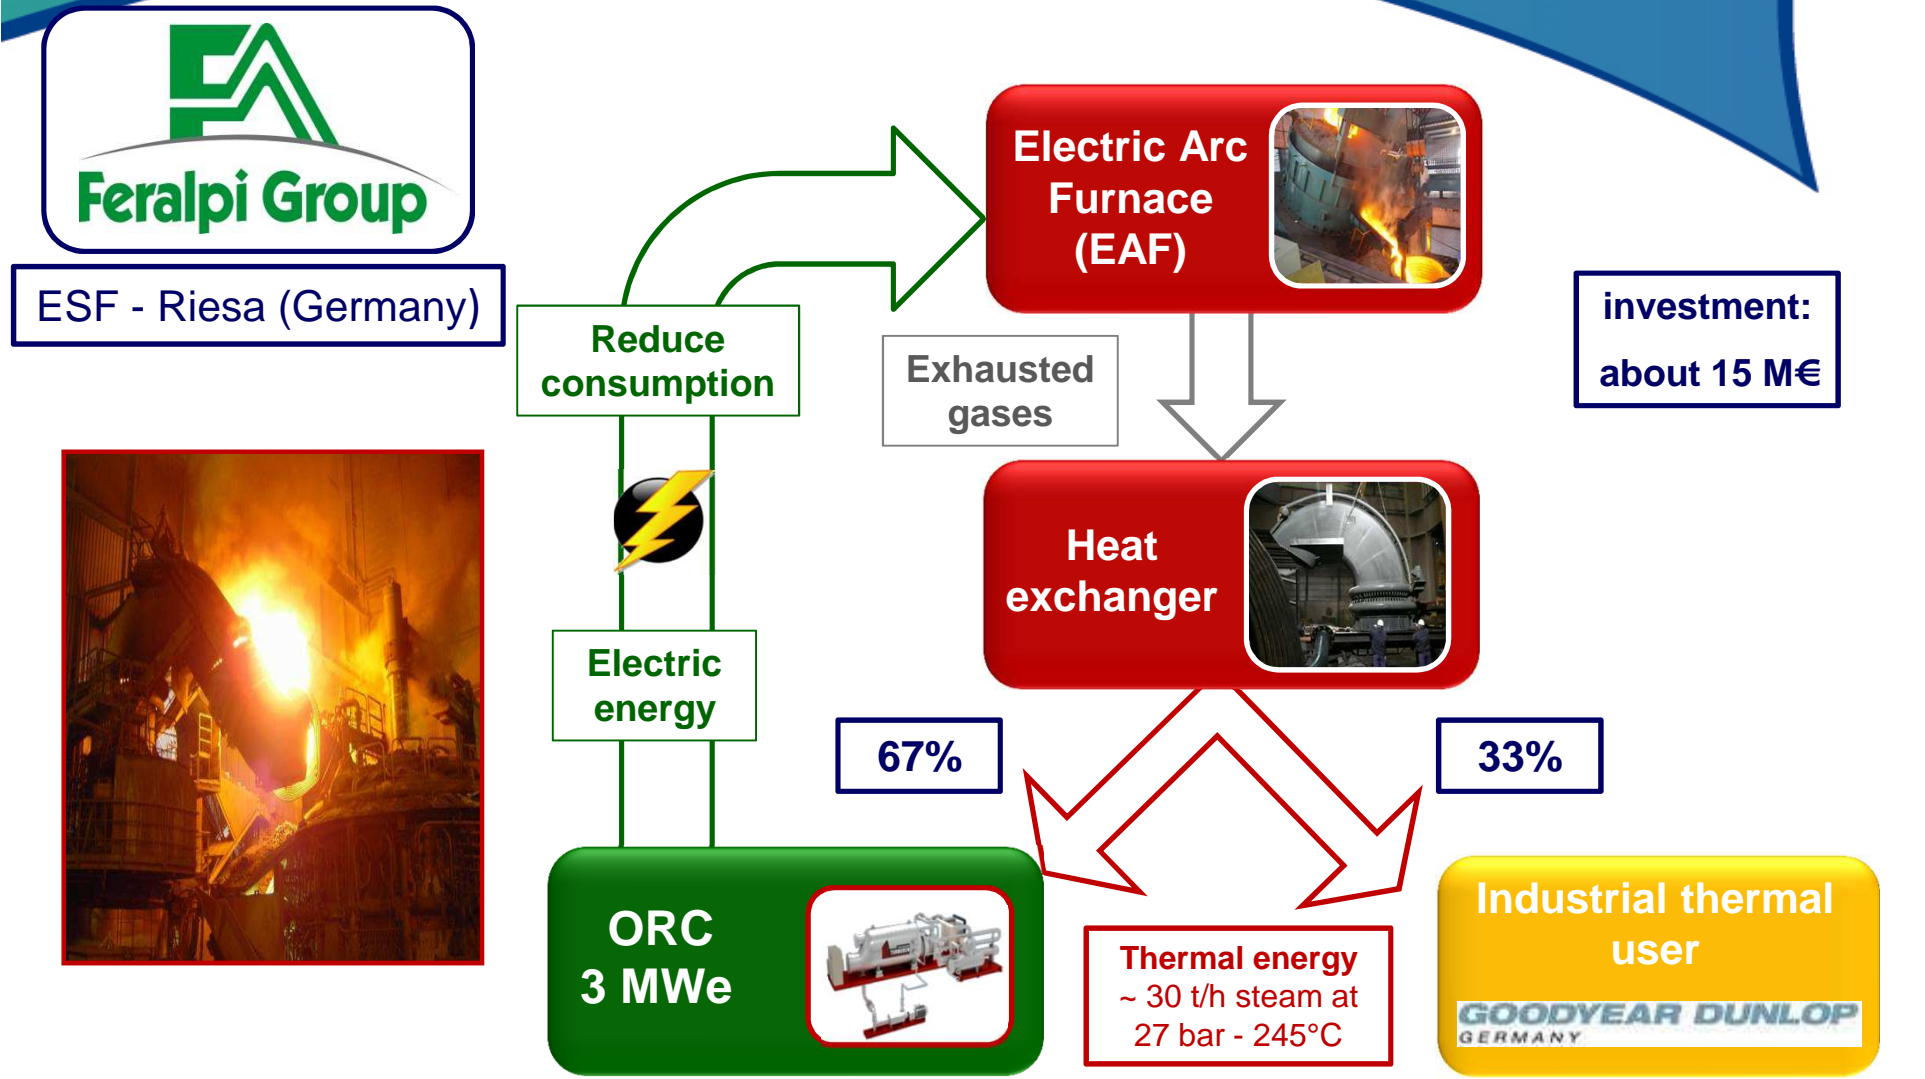 Feralpi Group
ESF - Riesa (Germany)
Electric Arc
Furnace
(EAF)
investment:
about 15 M€
Reduce
consumption
Exhausted
gases
Heat
exchanger
Electric
energy
67%
33%
ORC
3 MWe
Thermal energy
~ 30 t/h steam at
27 bar - 245°C
Industrial thermal
user
GOODYEAR DUNLOP
GERMANY